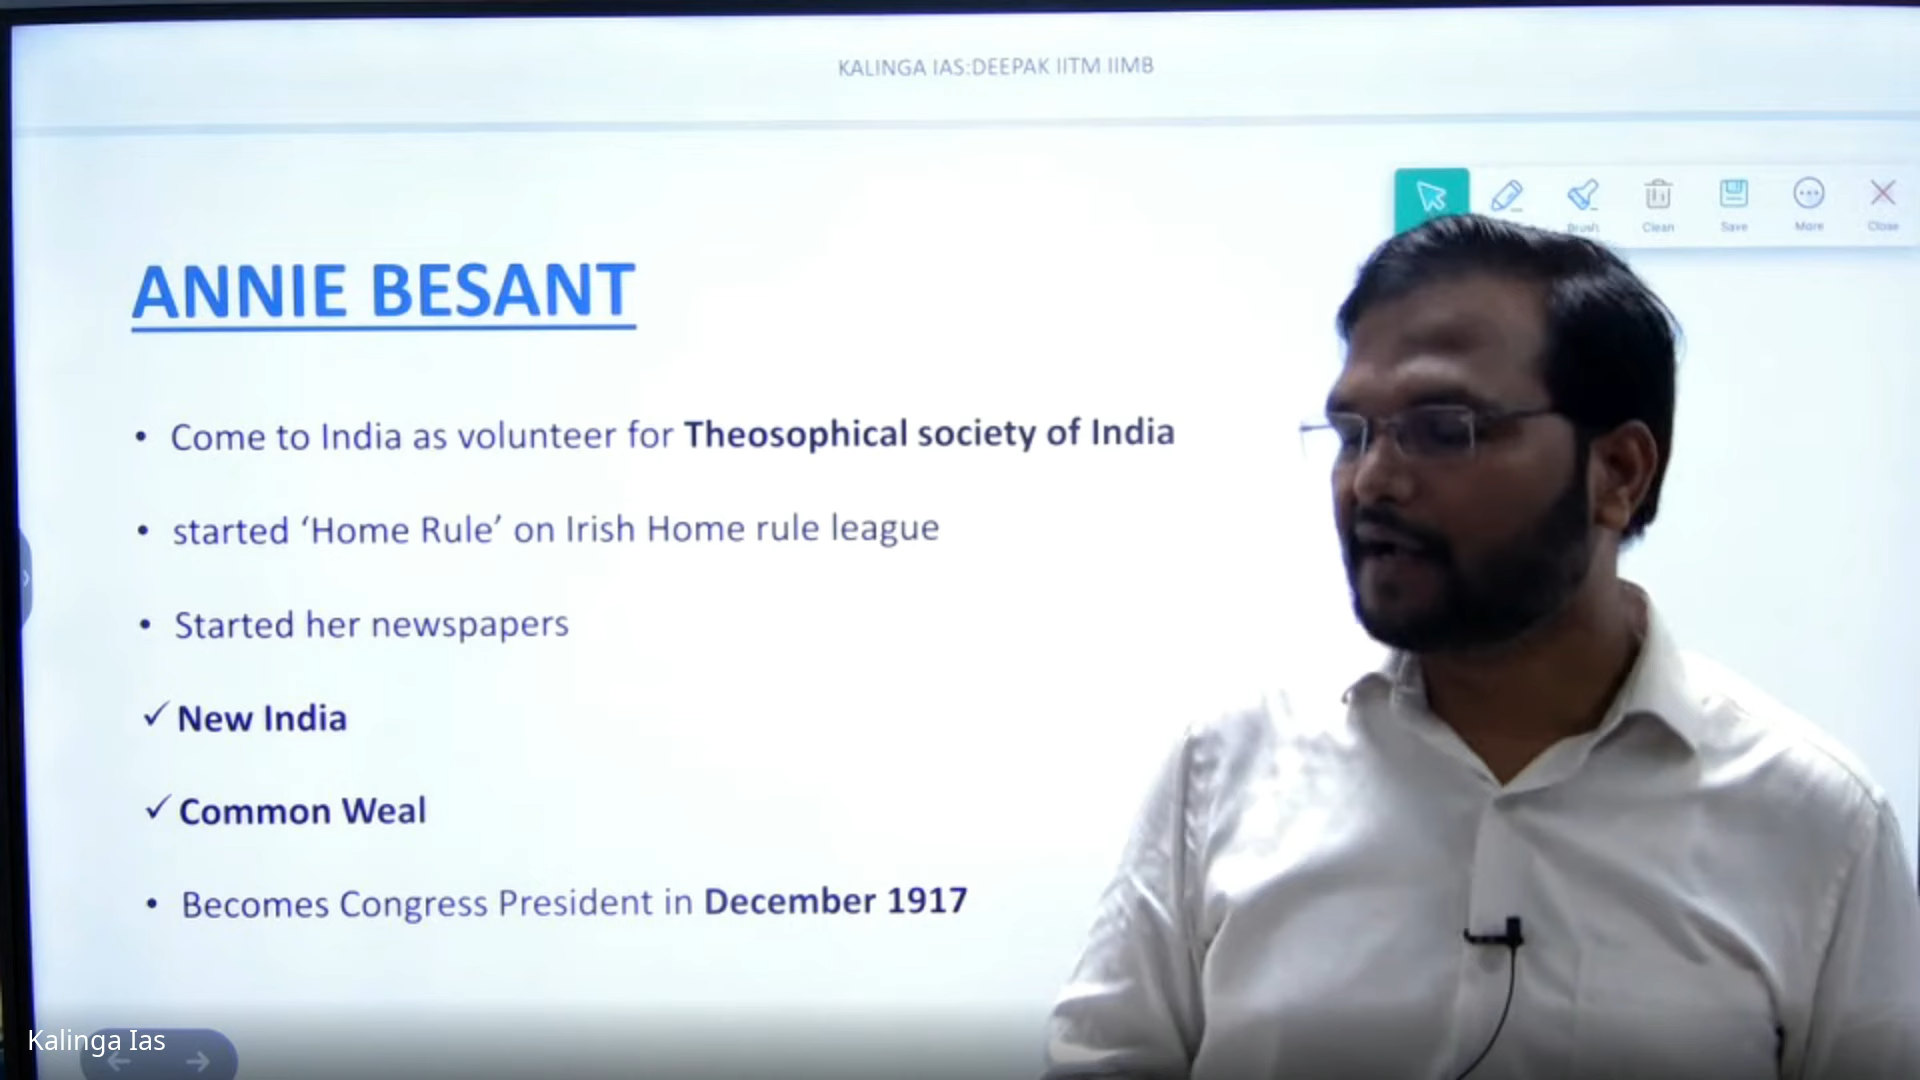 KALINGA IAS:DEEPAK IITM IIMB
Brush
Clean
Save
More
Close
ANNIE BESANT
• Come to India as volunteer for Theosophical society of India
• started ‘Home Rule’ on Irish Home rule league
• Started her newspapers
✓ New India
✓ Common Weal
• Becomes Congress President in December 1917
Kalinga Ias